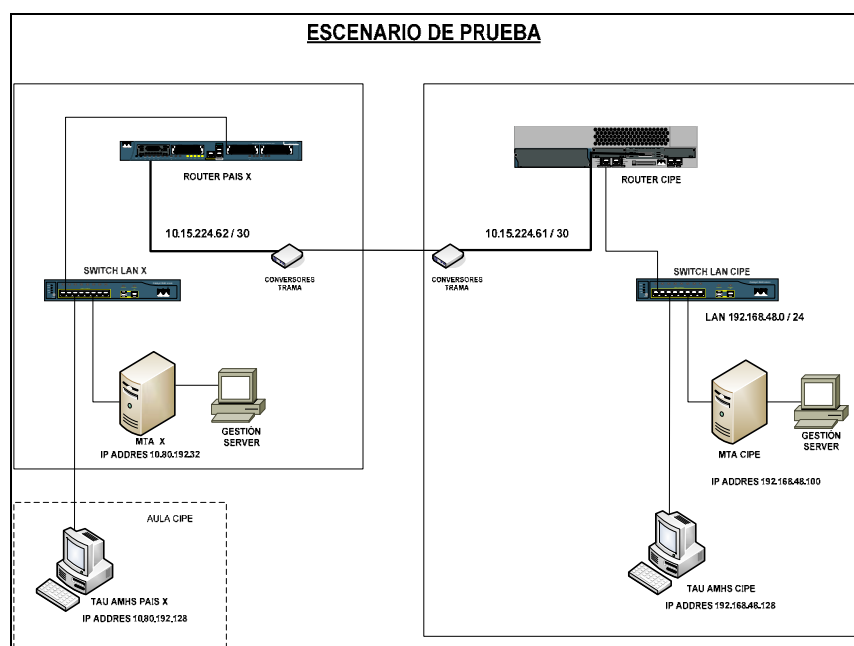 ESCENARIO DE PRUEBA
ROUTER PAIS X
10.15.224.62 / 30
CONVERSORES
TRAMA
SWITCH LAN X
MTA X
IP ADDRES 10.80.192.32
GESTIÓN
SERVER
AULA CIPE
TAU AMHS PAIS X
IP ADDRES 10.80.192.128
ROUTER CIPE
10.15.224.61 / 30
CONVERSORES
TRAMA
SWITCH LAN CIPE
LAN 192.168.48.0 / 24
MTA CIPE
IP ADDRES 192.168.48.100
GESTIÓN
SERVER
TAU AMHS CIPE
IP ADDRES 192.168.48.128